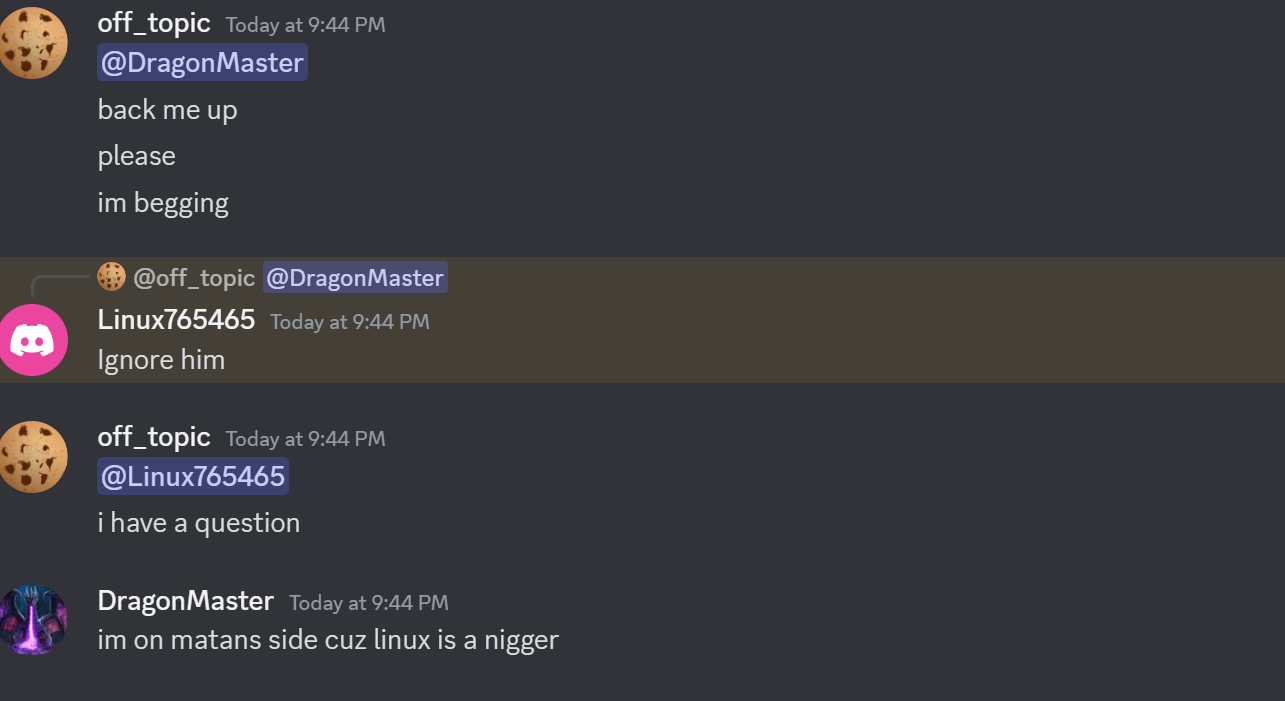 off_topic Today at 9:44 PM
@DragonMaster
back me up
please
im begging
@off_topic @DragonMaster
Linux765465 Today at 9:44 PM
Ignore him
off_topic Today at 9:44 PM
@Linux765465
i have a question
DragonMaster Today at 9:44 PM
im on matans side cuz linux is a nigger